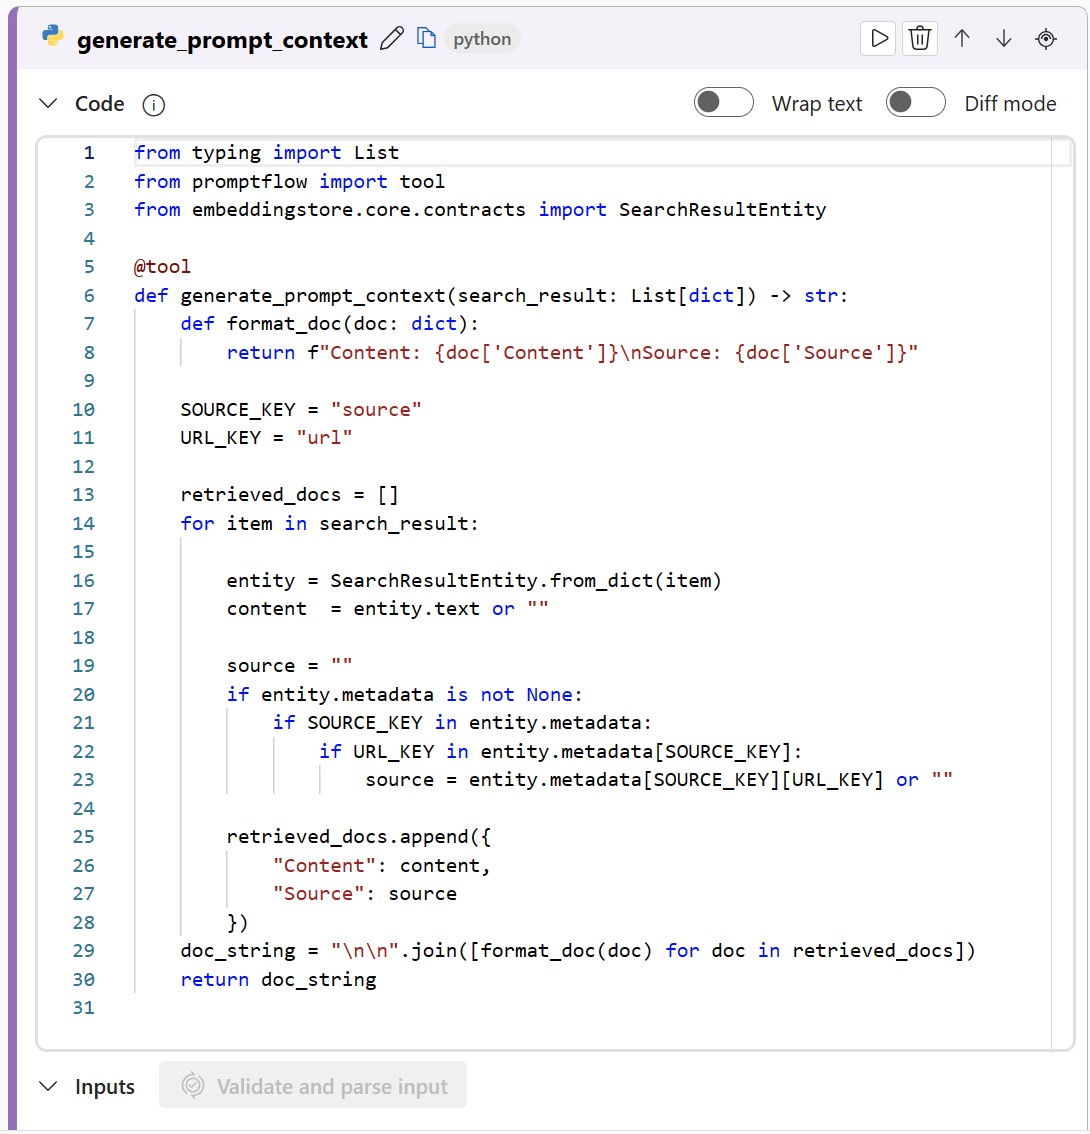 generate_prompt_context python
Code Wrap text Diff mode
1 from typing import List
2 from promptflow import tool
3 from embeddingstore.core.contracts import SearchResultEntity
4
5 @tool
6 def generate_prompt_context(search_result: List[dict]) -> str:
7     def format_doc(doc: dict):
8         return f"Content: {doc['Content']}\nSource: {doc['Source']}"
9
10     SOURCE_KEY = "source"
11     URL_KEY = "url"
12
13     retrieved_docs = []
14     for item in search_result:
15
16         entity = SearchResultEntity.from_dict(item)
17         content  = entity.text or ""
18
19         source = ""
20         if entity.metadata is not None:
21             if SOURCE_KEY in entity.metadata:
22                 if URL_KEY in entity.metadata[SOURCE_KEY]:
23                     source = entity.metadata[SOURCE_KEY][URL_KEY] or ""
24
25         retrieved_docs.append({
26             "Content": content,
27             "Source": source
28         })
29     doc_string = "\n\n".join([format_doc(doc) for doc in retrieved_docs])
30     return doc_string
31
Inputs Validate and parse input